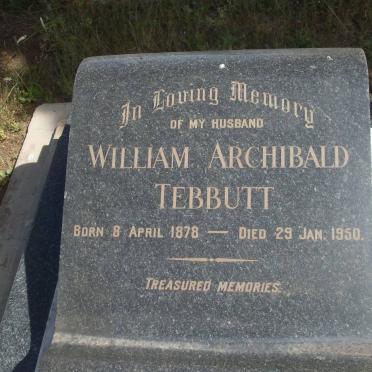 In Loving Memory
OF MY HUSBAND
WILLIAM ARCHIBALD
TEBBUTT
BORN 8 APRIL 1878 — DIED 29 JAN. 1950.
TREASURED MEMORIES.